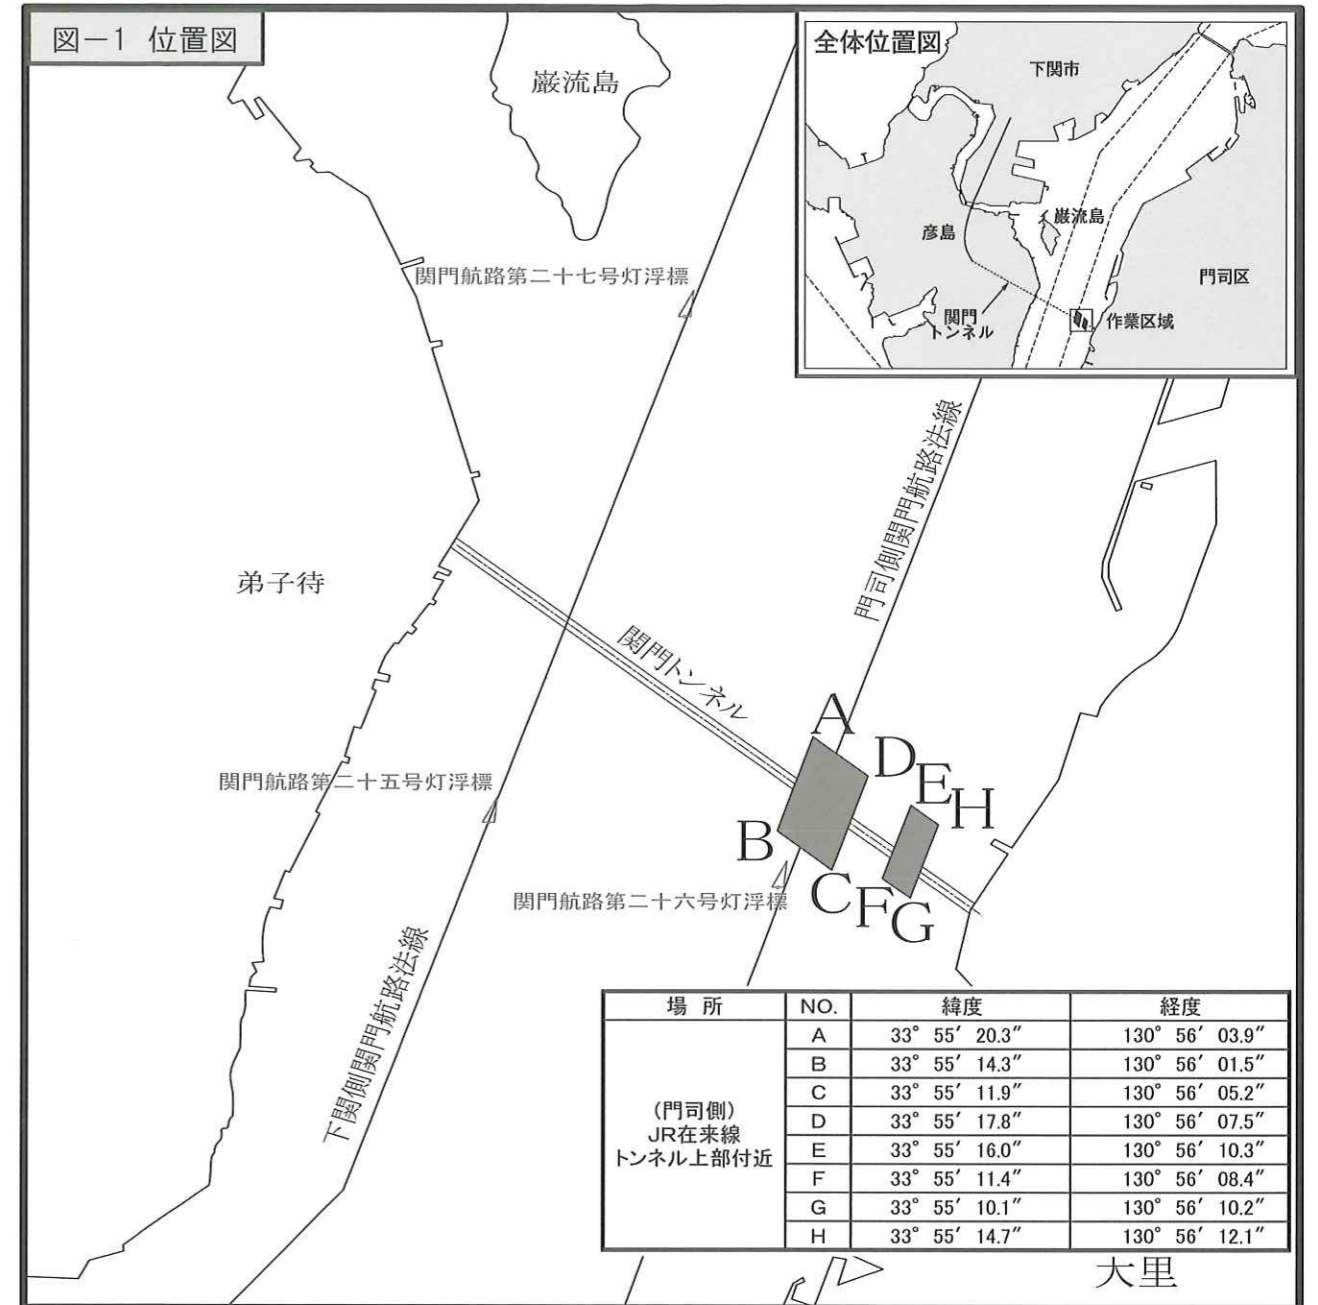 図－1 位置図
全体位置図
下関市
巌流島
彦島
門司区
関門
トンネル
作業区域
巌流島
関門航路第二十七号灯浮標
門司側関門航路法線
弟子待
関門トンネル
A
D
E
H
関門航路第二十五号灯浮標
B
C
F
G
関門航路第二十六号灯浮標
下関側関門航路法線
場 所 NO. 緯度 経度
(門司側)
JR在来線
トンネル上部付近
A 33° 55′ 20.3″ 130° 56′ 03.9″
B 33° 55′ 14.3″ 130° 56′ 01.5″
C 33° 55′ 11.9″ 130° 56′ 05.2″
D 33° 55′ 17.8″ 130° 56′ 07.5″
E 33° 55′ 16.0″ 130° 56′ 10.3″
F 33° 55′ 11.4″ 130° 56′ 08.4″
G 33° 55′ 10.1″ 130° 56′ 10.2″
H 33° 55′ 14.7″ 130° 56′ 12.1″
大里